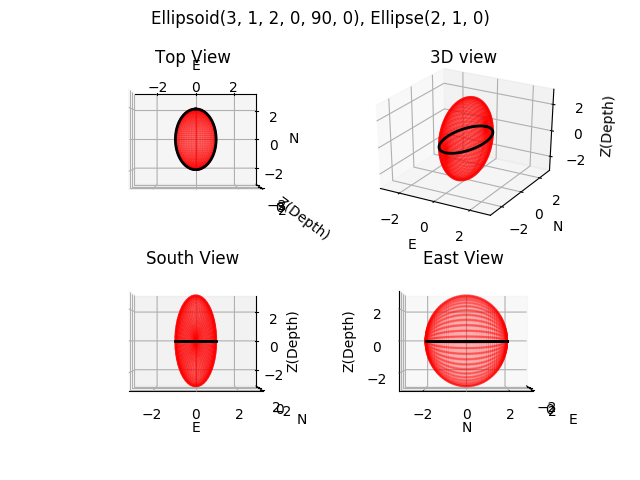 Ellipsoid(3, 1, 2, 0, 90, 0), Ellipse(2, 1, 0)
Top View
E
−2 0 2
2
0
−2
N
Z(Depth)
3D view
2
0
−2
Z(Depth)
−2 0 2
E
−2 0 2
N
South View
2
0
−2
Z(Depth)
−2 0 2
E
N
East View
2
0
−2
Z(Depth)
−2 0 2
N
E